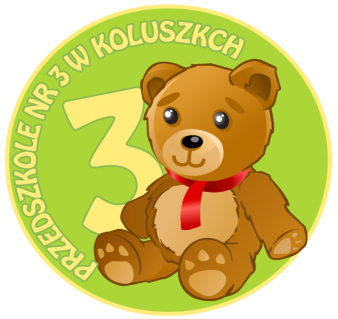 PRZEDSZKOLE NR 3 W KOLUSZKCH
3